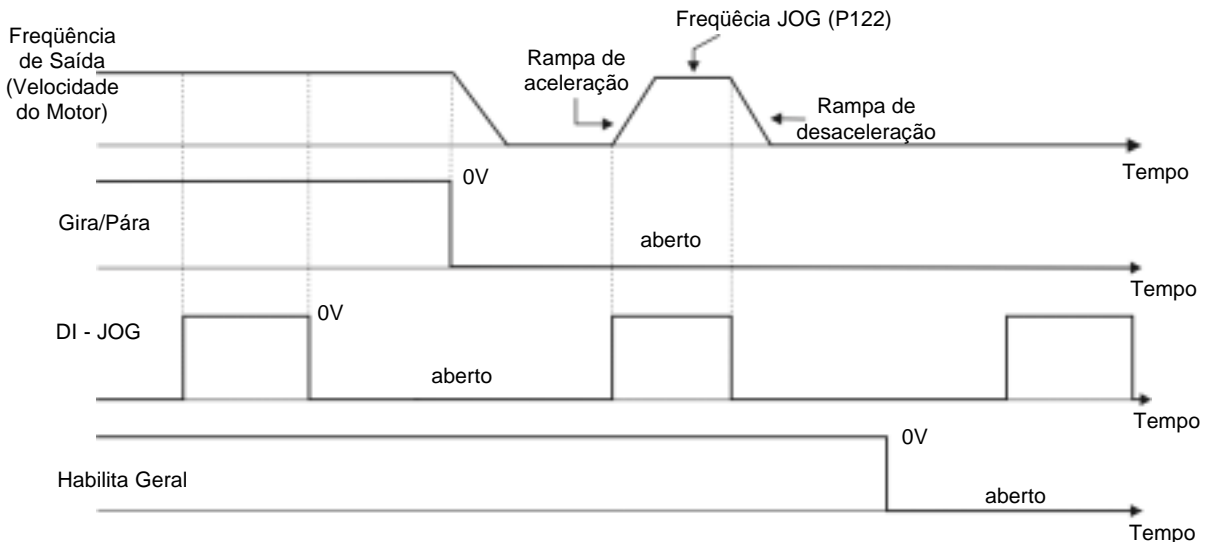 Freqüência
de Saída
(Velocidade
do Motor)
Rampa de
aceleração
Freqüêcia JOG (P122)
Rampa de
desaceleração
Tempo
Gira/Pára
0V
aberto
Tempo
DI - JOG
0V
aberto
Tempo
Habilita Geral
0V
aberto
Tempo